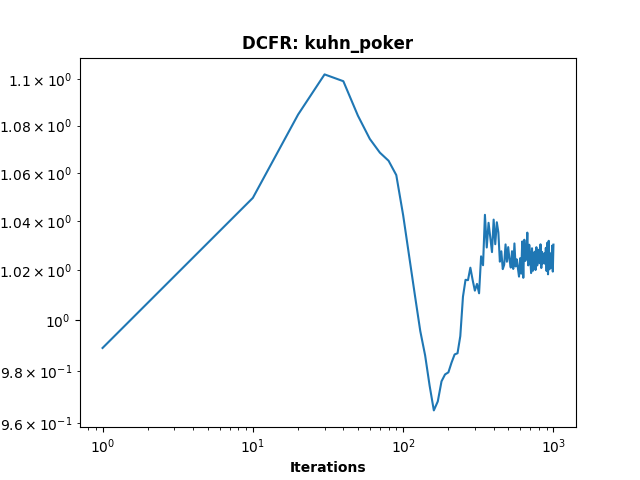 DCFR: kuhn_poker
1.1 × 10⁰
1.08 × 10⁰
1.06 × 10⁰
1.04 × 10⁰
1.02 × 10⁰
10⁰
9.8 × 10⁻¹
9.6 × 10⁻¹
10⁰ 10¹ 10² 10³
Iterations